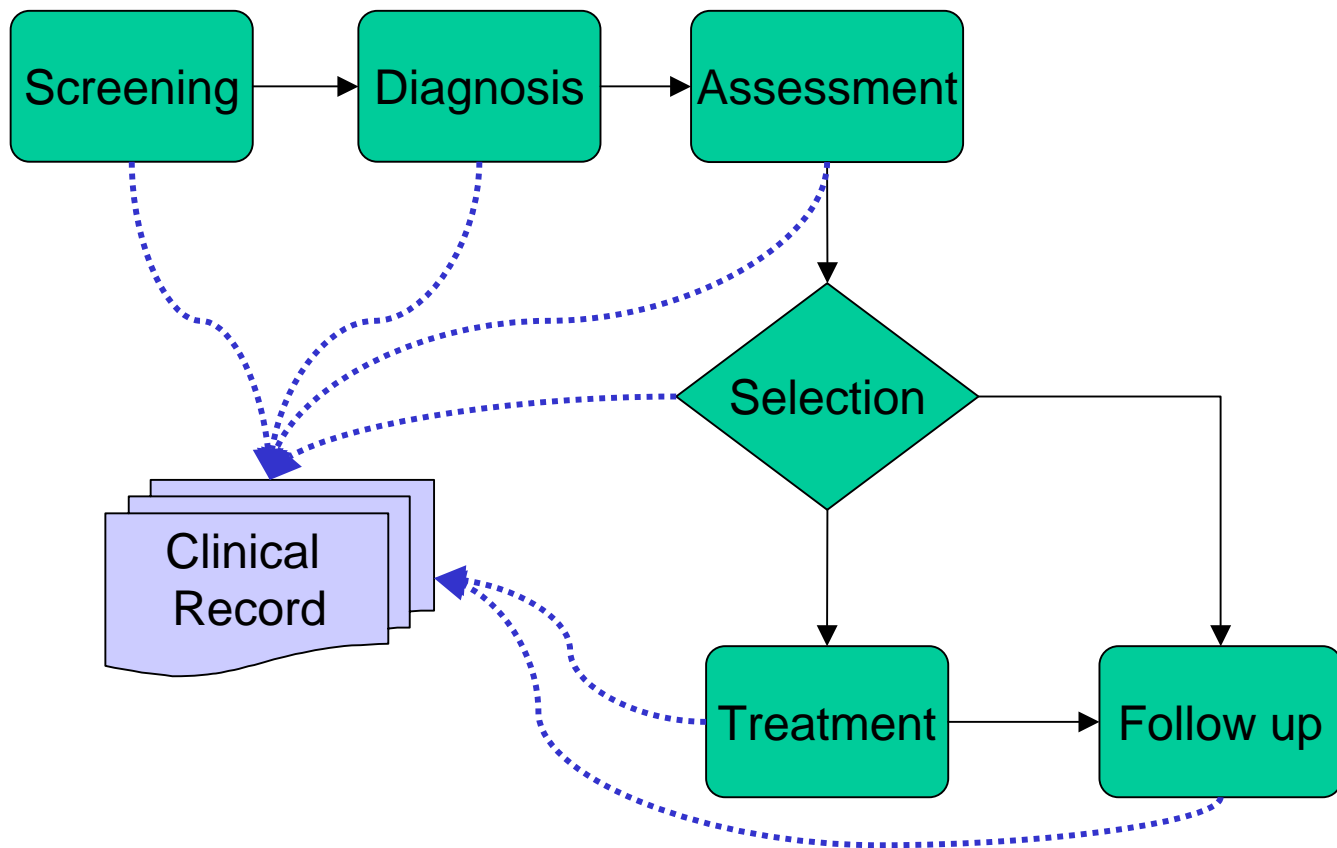 Screening
Diagnosis
Assessment
Selection
Clinical
Record
Treatment
Follow up